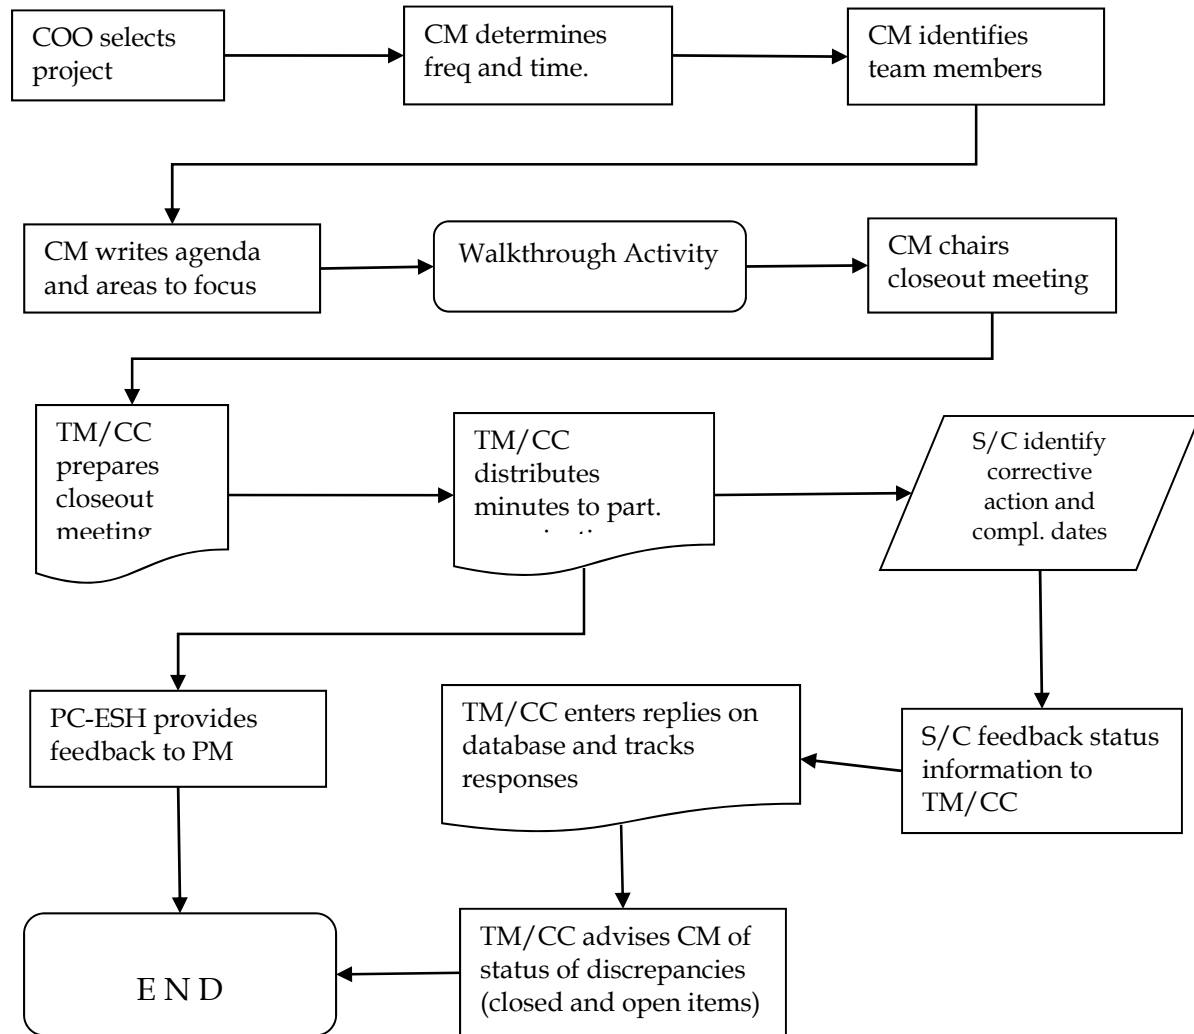 COO selects
project
CM determines
freq and time.
CM identifies
team members
CM writes agenda
and areas to focus
Walkthrough Activity
CM chairs
closeout meeting
TM/CC
prepares
closeout
meeting
TM/CC
distributes
minutes to part.
S/C identify
corrective
action and
compl. dates
PC-ESH provides
feedback to PM
TM/CC enters replies on
database and tracks
responses
S/C feedback status
information to
TM/CC
E N D
TM/CC advises CM of
status of discrepancies
(closed and open items)